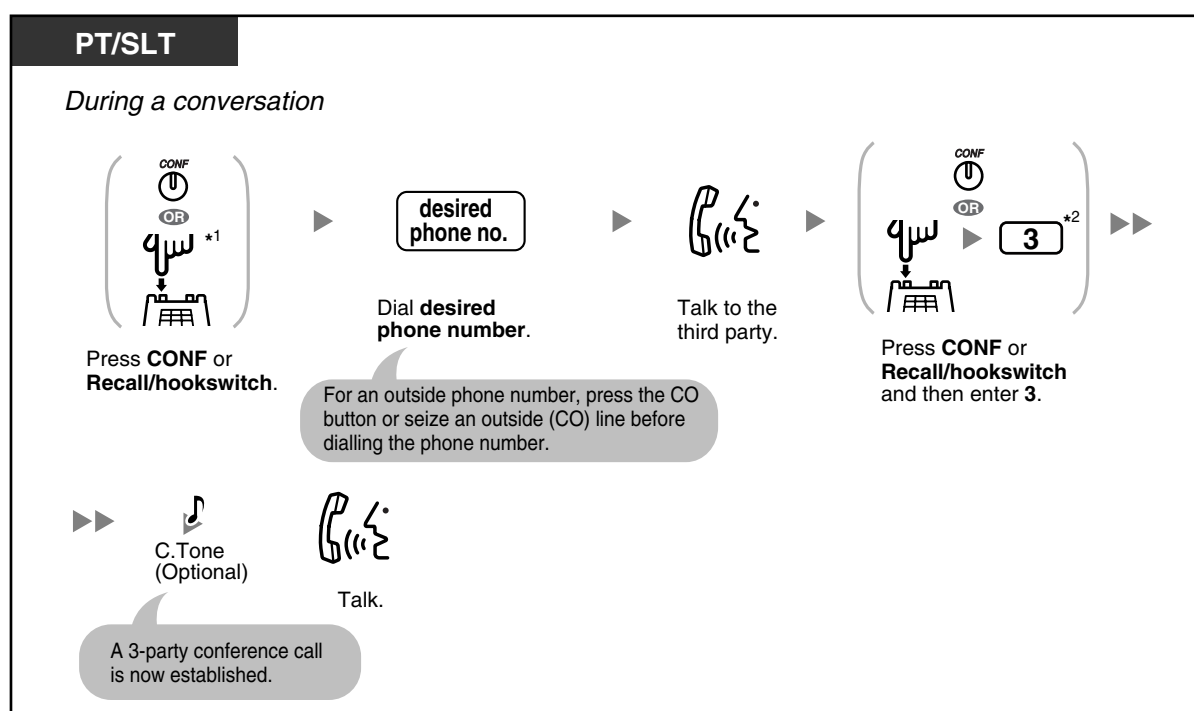 PT/SLT
During a conversation
CONF
OR
*1
desired
phone no.
CONF
OR
3
*2
Press CONF or
Recall/hookswitch.
Dial desired
phone number.
Talk to the
third party.
Press CONF or
Recall/hookswitch
and then enter 3.
For an outside phone number, press the CO
button or seize an outside (CO) line before
dialling the phone number.
C.Tone
(Optional)
Talk.
A 3-party conference call
is now established.